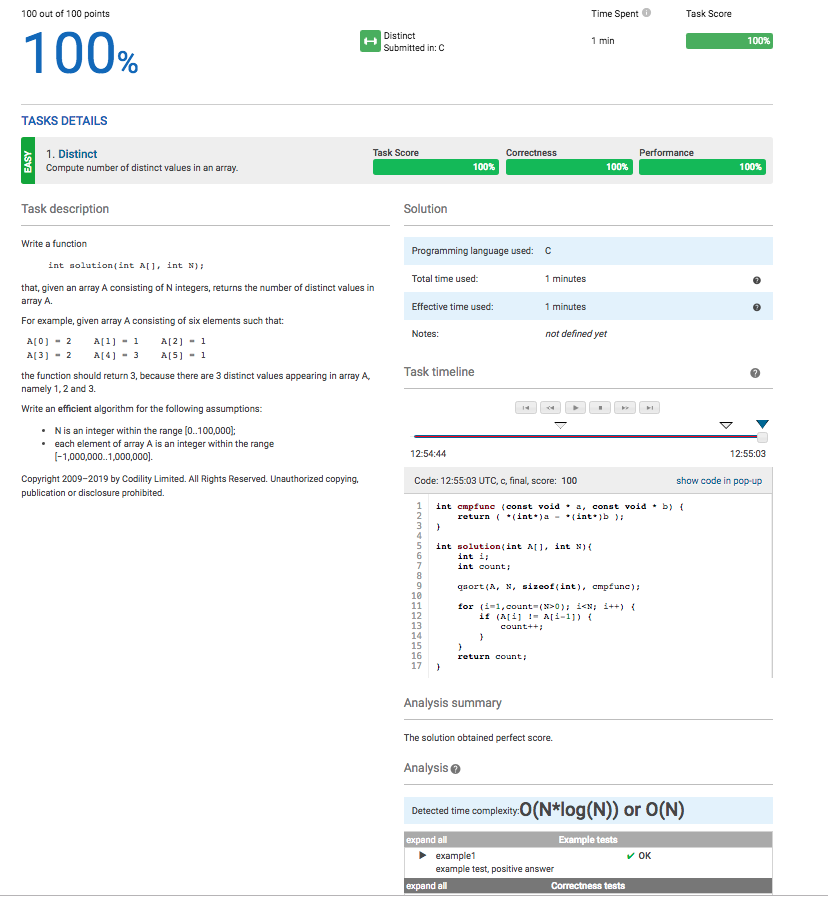 100 out of 100 points
Time Spent
Task Score
100%
Distinct
Submitted in: C
1 min
100%
TASKS DETAILS
EASY
1. Distinct
Compute number of distinct values in an array.
Task Score
Correctness
Performance
100%
100%
100%
Task description
Write a function
int solution(int A[], int N);
that, given an array A consisting of N integers, returns the number of distinct values in
array A.
For example, given array A consisting of six elements such that:
A[0] = 2 A[1] = 1 A[2] = 1
A[3] = 2 A[4] = 3 A[5] = 1
the function should return 3, because there are 3 distinct values appearing in array A,
namely 1, 2 and 3.
Write an efficient algorithm for the following assumptions:
• N is an integer within the range [0..100,000];
• each element of array A is an integer within the range
[−1,000,000..1,000,000].
Copyright 2009–2019 by Codility Limited. All Rights Reserved. Unauthorized copying,
publication or disclosure prohibited.
Solution
Programming language used: C
Total time used: 1 minutes ?
Effective time used: 1 minutes ?
Notes: not defined yet
Task timeline ?
12:54:44
12:55:03
Code: 12:55:03 UTC, c, final, score: 100
show code in pop-up
1 int cmpfunc (const void * a, const void * b) {
2 return ( *(int*)a - *(int*)b );
3 }
4
5 int solution(int A[], int N){
6 int i;
7 int count;
8
9 qsort(A, N, sizeof(int), cmpfunc);
10
11 for (i=1,count=(N>0); i<N; i++) {
12 if (A[i] != A[i-1]) {
13 count++;
14 }
15 }
16 return count;
17 }
Analysis summary
The solution obtained perfect score.
Analysis ?
Detected time complexity:O(N*log(N)) or O(N)
expand all Example tests
▶ example1 ✔ OK
example test, positive answer
expand all Correctness tests